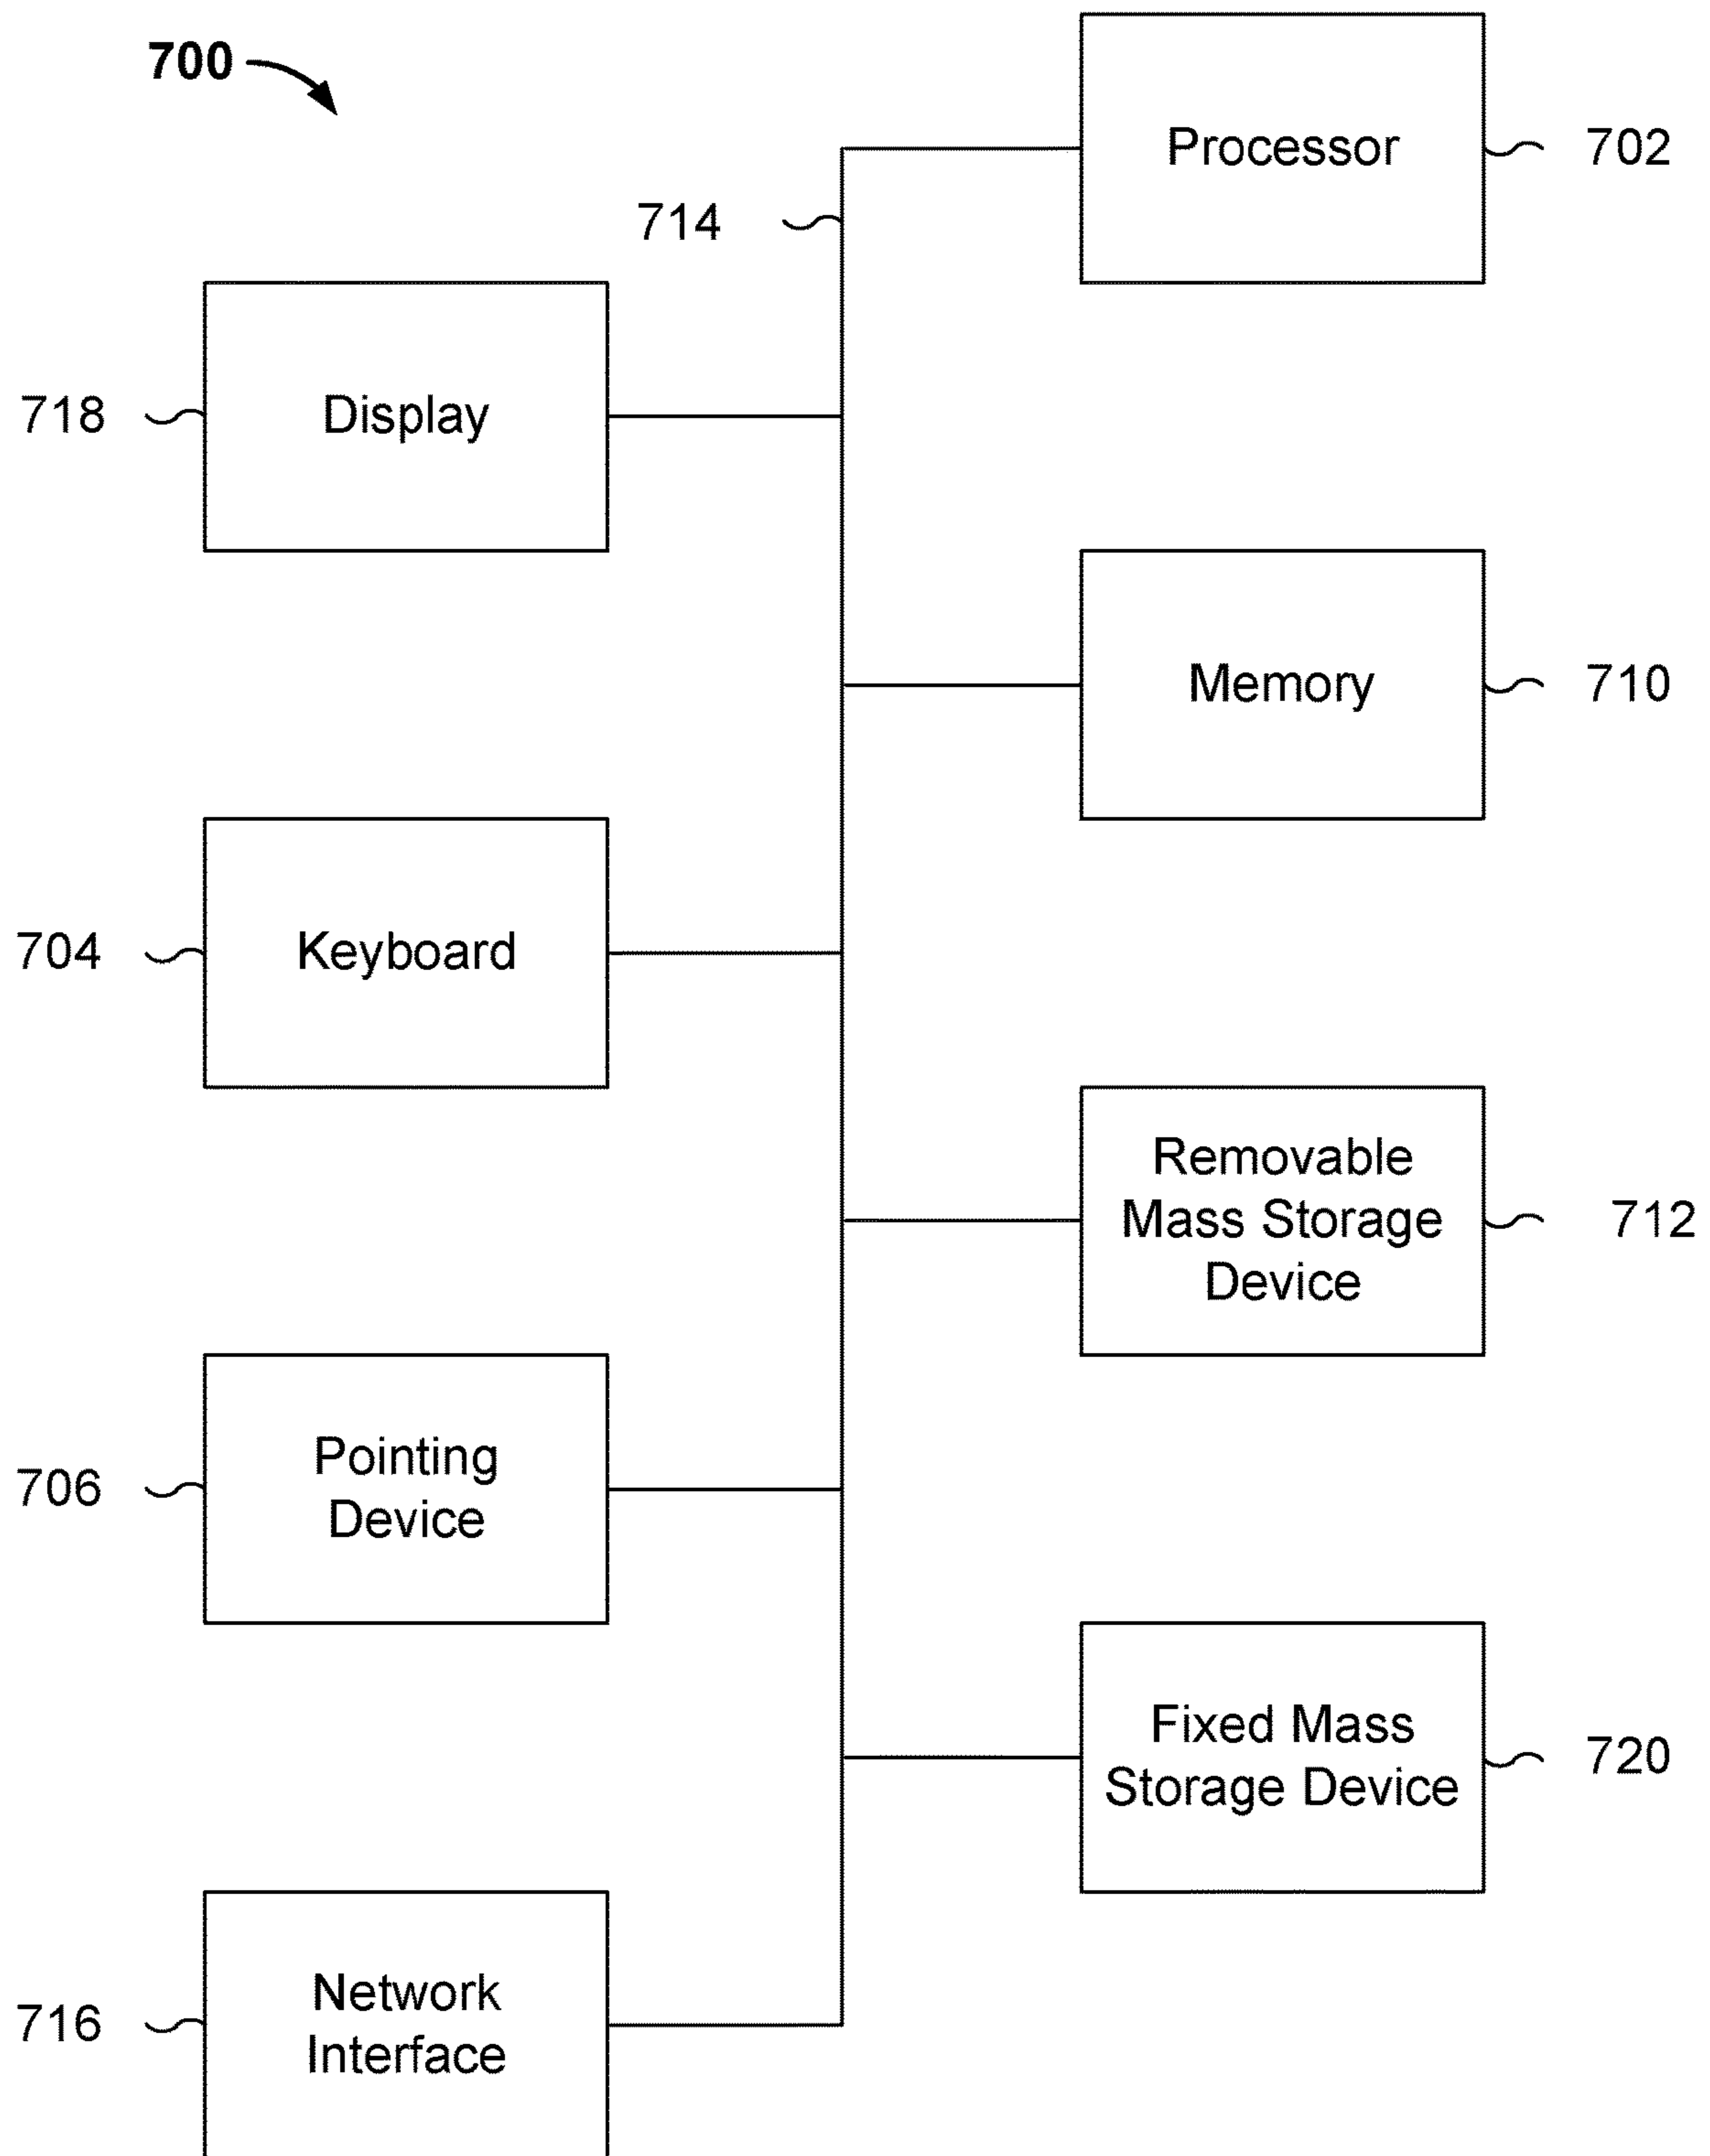 700
Processor
702
714
718
Display
Memory
710
704
Keyboard
Removable
Mass Storage
Device
712
706
Pointing
Device
Fixed Mass
Storage Device
720
716
Network
Interface